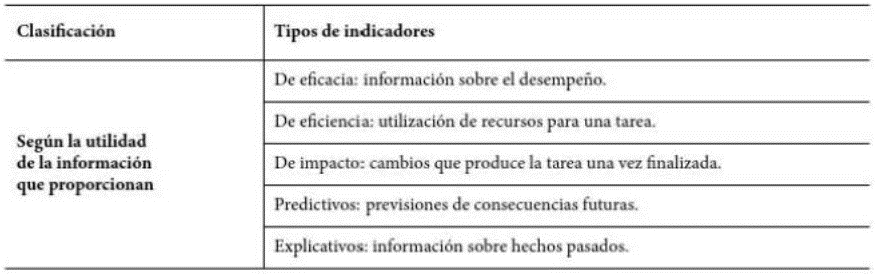 Clasificación
Tipos de indicadores
Según la utilidad
de la información
que proporcionan
De eficacia: información sobre el desempeño.
De eficiencia: utilización de recursos para una tarea.
De impacto: cambios que produce la tarea una vez finalizada.
Predictivos: previsiones de consecuencias futuras.
Explicativos: información sobre hechos pasados.